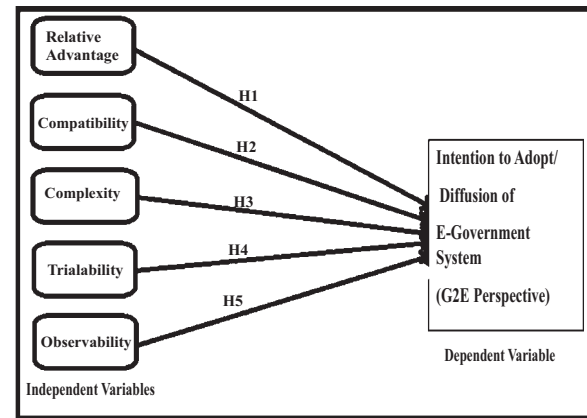 Relative
Advantage
H1
Compatibility
H2
Complexity
H3
Trialability
H4
Observability
H5
Independent Variables
Intention to Adopt/
Diffusion of
E-Government
System
(G2E Perspective)
Dependent Variable